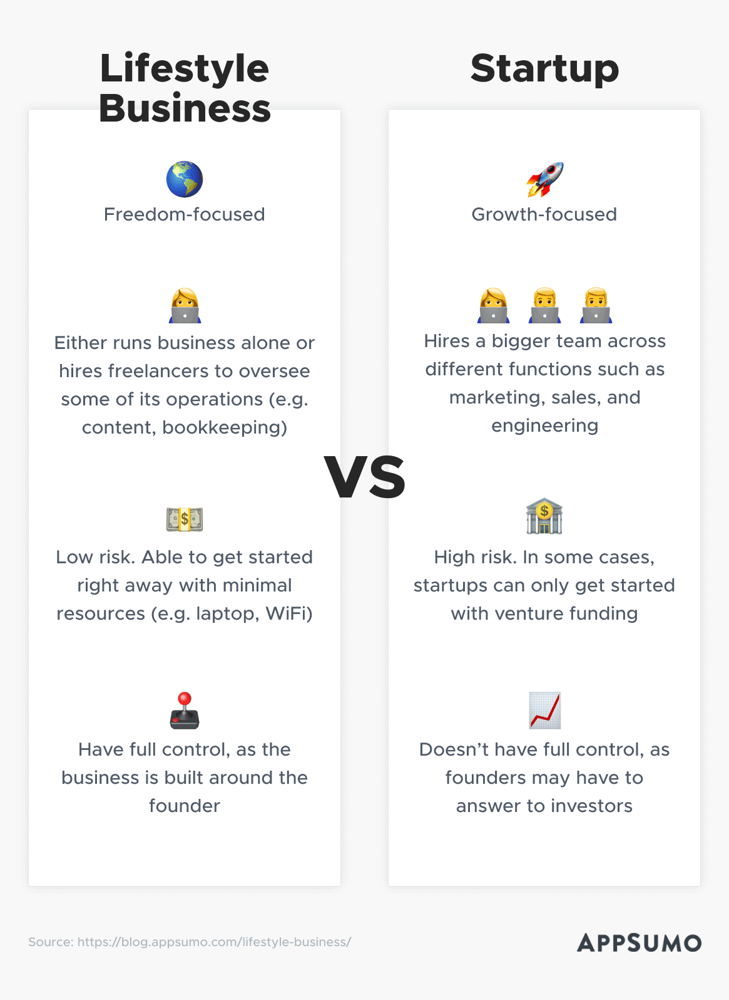 Lifestyle
Business
Freedom-focused
Either runs business alone or
hires freelancers to oversee
some of its operations (e.g.
content, bookkeeping)
$
Low risk. Able to get started
right away with minimal
resources (e.g. laptop, WiFi)
Have full control, as the
business is built around the
founder
VS
Startup
Growth-focused
Hires a bigger team across
different functions such as
marketing, sales, and
engineering
$
High risk. In some cases,
startups can only get started
with venture funding
Doesn’t have full control, as
founders may have to
answer to investors
Source: https://blog.appsumo.com/lifestyle-business/
APPSUMO